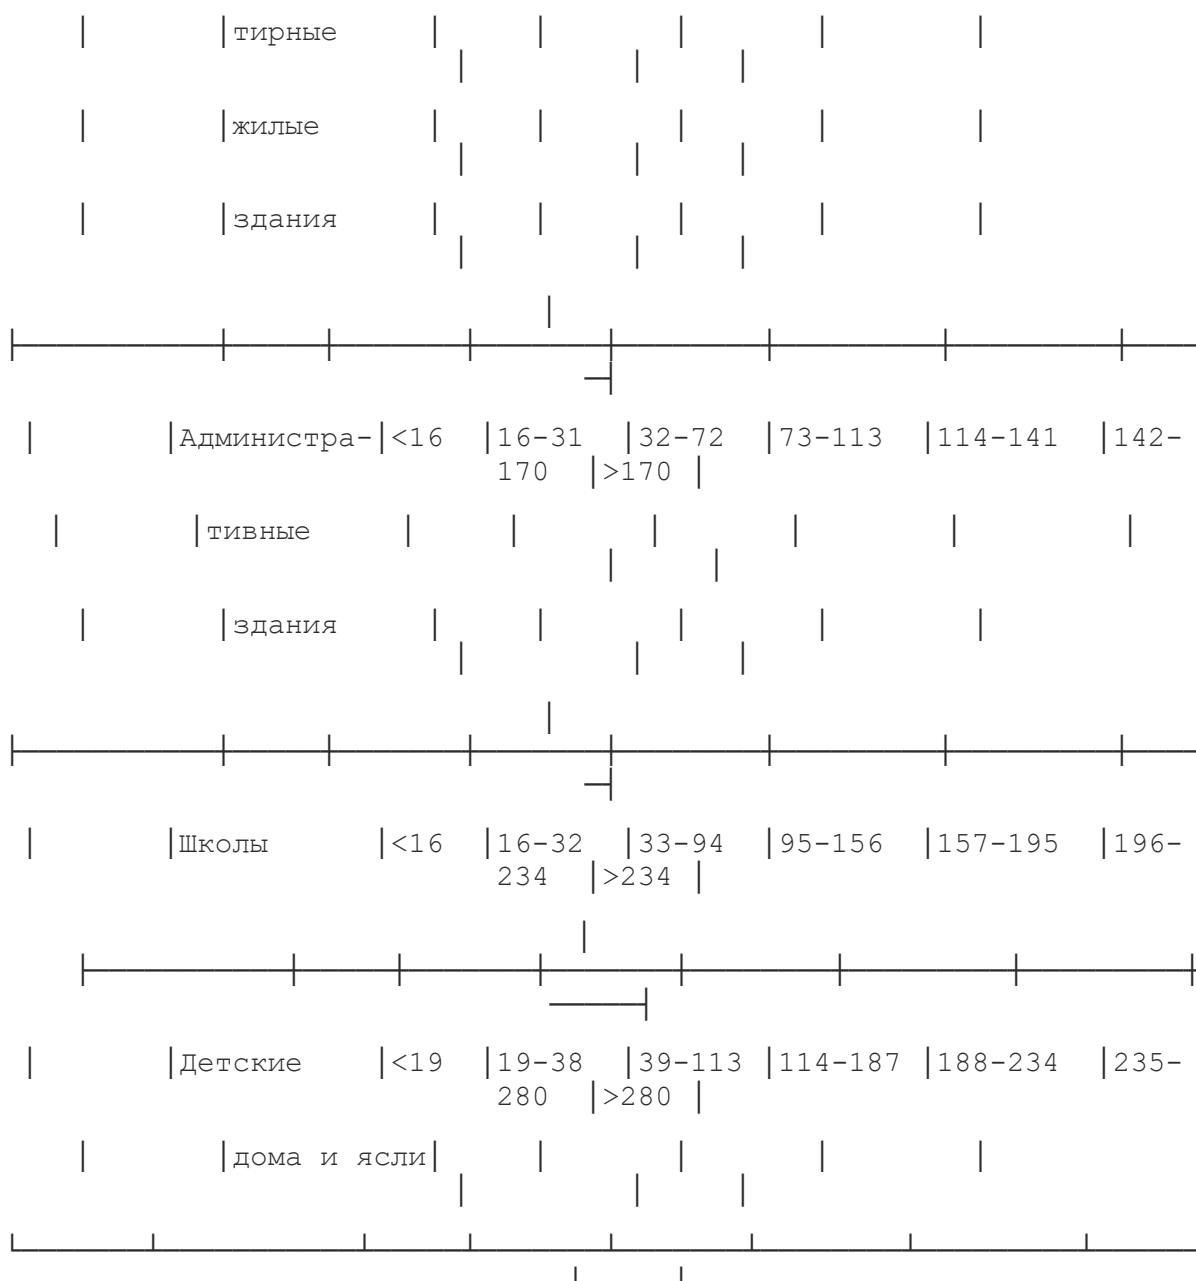 тирные
жилые
здания
Администра- <16 16-31 32-72 73-113 114-141 142-
170 >170
тивные
здания
Школы <16 16-32 33-94 95-156 157-195 196-
234 >234
Детские <19 19-38 39-113 114-187 188-234 235-
280 >280
дома и ясли